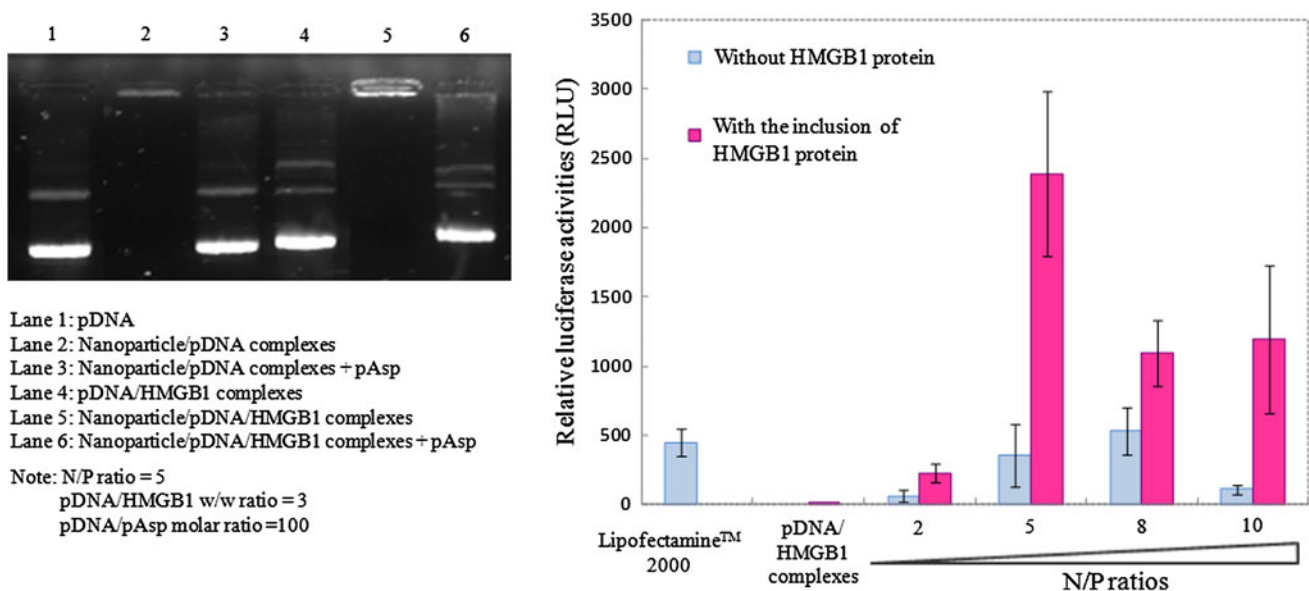 1 2 3 4 5 6
Lane 1: pDNA
Lane 2: Nanoparticle/pDNA complexes
Lane 3: Nanoparticle/pDNA complexes + pAsp
Lane 4: pDNA/HMGB1 complexes
Lane 5: Nanoparticle/pDNA/HMGB1 complexes
Lane 6: Nanoparticle/pDNA/HMGB1 complexes + pAsp
Note: N/P ratio = 5
pDNA/HMGB1 w/w ratio = 3
pDNA/pAsp molar ratio =100
Relative luciferase activities (RLU)
3500
3000
2500
2000
1500
1000
500
0
Without HMGB1 protein
With the inclusion of
HMGB1 protein
Lipofectamine™
2000
pDNA/
HMGB1
complexes
2 5 8 10
N/P ratios